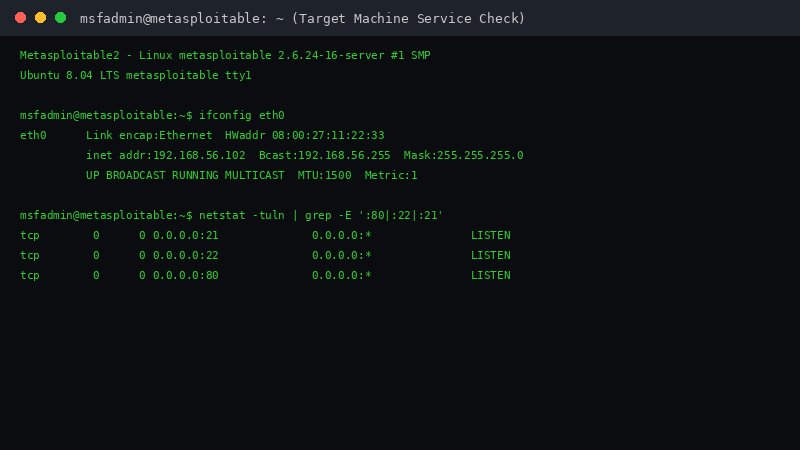 msfadmin@metasploitable: ~ (Target Machine Service Check)
Metasploitable2 - Linux metasploitable 2.6.24-16-server #1 SMP
Ubuntu 8.04 LTS metasploitable tty1
msfadmin@metasploitable:~$ ifconfig eth0
eth0      Link encap:Ethernet  HWaddr 08:00:27:11:22:33
          inet addr:192.168.56.102  Bcast:192.168.56.255  Mask:255.255.255.0
          UP BROADCAST RUNNING MULTICAST  MTU:1500  Metric:1
msfadmin@metasploitable:~$ netstat -tuln | grep -E ':80|:22|:21'
tcp        0      0 0.0.0.0:21              0.0.0.0:*               LISTEN
tcp        0      0 0.0.0.0:22              0.0.0.0:*               LISTEN
tcp        0      0 0.0.0.0:80              0.0.0.0:*               LISTEN